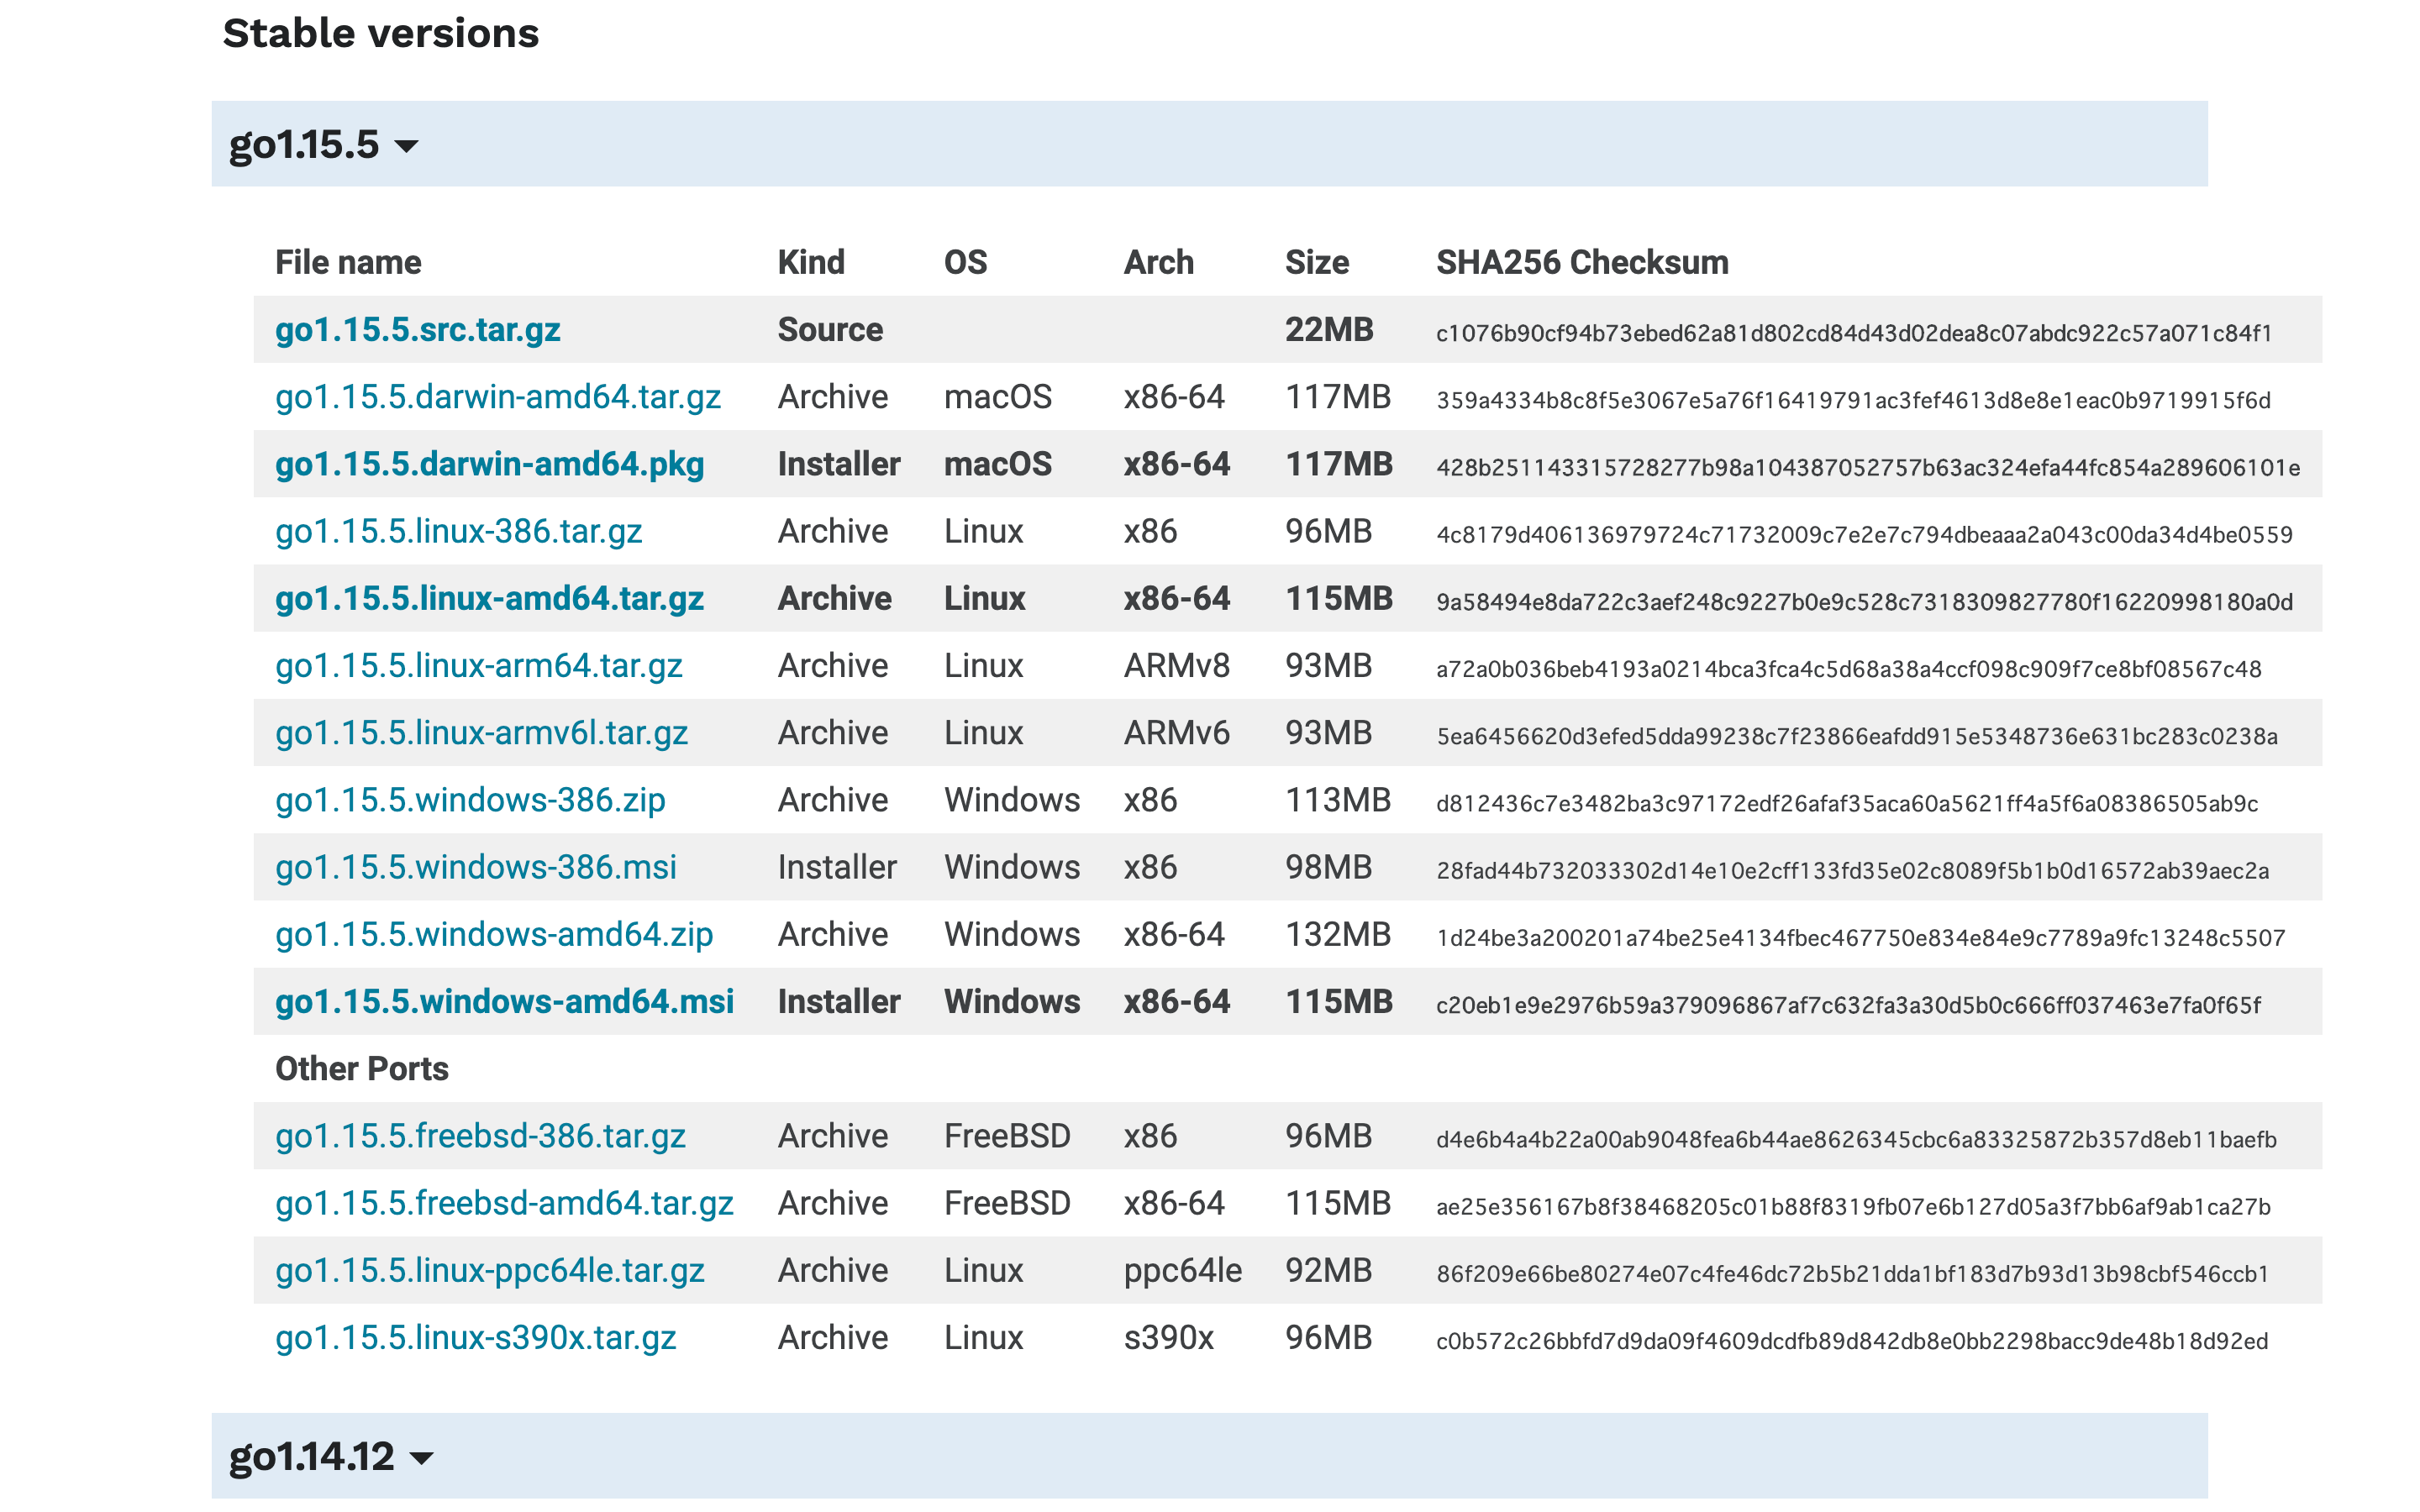 Stable versions
go1.15.5
File name Kind OS Arch Size SHA256 Checksum
go1.15.5.src.tar.gz Source 22MB c1076b90cf94b73ebed62a81d802cd84d43d02dea8c07abdc922c57a071c84f1
go1.15.5.darwin-amd64.tar.gz Archive macOS x86-64 117MB 359a4334b8c8f5e3067e5a76f16419791ac3fef4613d8e8e1eac0b9719915f6d
go1.15.5.darwin-amd64.pkg Installer macOS x86-64 117MB 428b251143315728277b98a104387052757b63ac324efa44fc854a289606101e
go1.15.5.linux-386.tar.gz Archive Linux x86 96MB 4c8179d406136979724c71732009c7e2e7c794dbeaaa2a043c00da34d4be0559
go1.15.5.linux-amd64.tar.gz Archive Linux x86-64 115MB 9a58494e8da722c3aef248c9227b0e9c528c7318309827780f16220998180a0d
go1.15.5.linux-arm64.tar.gz Archive Linux ARMv8 93MB a72a0b036beb4193a0214bca3fca4c5d68a38a4ccf098c909f7ce8bf08567c48
go1.15.5.linux-armv6l.tar.gz Archive Linux ARMv6 93MB 5ea6456620d3efed5dda99238c7f23866eafdd915e5348736e631bc283c0238a
go1.15.5.windows-386.zip Archive Windows x86 113MB d812436c7e3482ba3c97172edf26afaf35aca60a5621ff4a5f6a08386505ab9c
go1.15.5.windows-386.msi Installer Windows x86 98MB 28fad44b732033302d14e10e2cff133fd35e02c8089f5b1b0d16572ab39aec2a
go1.15.5.windows-amd64.zip Archive Windows x86-64 132MB 1d24be3a200201a74be25e4134fbec467750e834e84e9c7789a9fc13248c5507
go1.15.5.windows-amd64.msi Installer Windows x86-64 115MB c20eb1e9e2976b59a379096867af7c632fa3a30d5b0c666ff037463e7fa0f65f
Other Ports
go1.15.5.freebsd-386.tar.gz Archive FreeBSD x86 96MB d4e6b4a4b22a00ab9048fea6b44ae8626345cbc6a83325872b357d8eb11baefb
go1.15.5.freebsd-amd64.tar.gz Archive FreeBSD x86-64 115MB ae25e356167b8f38468205c01b88f8319fb07e6b127d05a3f7bb6af9ab1ca27b
go1.15.5.linux-ppc64le.tar.gz Archive Linux ppc64le 92MB 86f209e66be80274e07c4fe46dc72b5b21dda1bf183d7b93d13b98cbf546ccb1
go1.15.5.linux-s390x.tar.gz Archive Linux s390x 96MB c0b572c26bbfd7d9da09f4609dcdfb89d842db8e0bb2298bacc9de48b18d92ed
go1.14.12